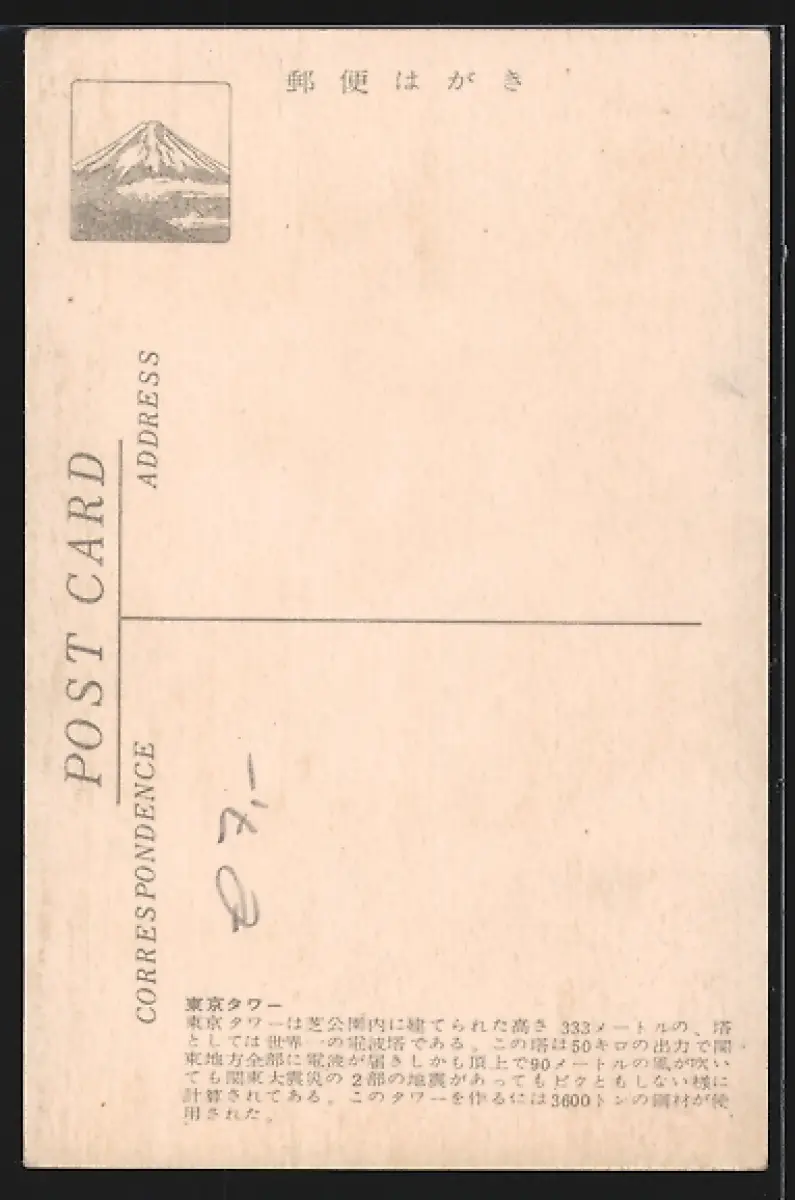 郵便はがき
POST CARD
ADDRESS
CORRESPONDENCE
7,-
東京タワー
東京タワーは芝公園内に建てられた高さ 333メートルの、塔
としては世界一の電波塔である。この塔は50キロの出力で関
東地方全部に電波が届きしかも頂上で90メートルの風が吹い
ても関東大震災の2部の地震があってもビクともしない様に
計算されてある。このタワーを作るには3600トンの鋼材が使
用された。